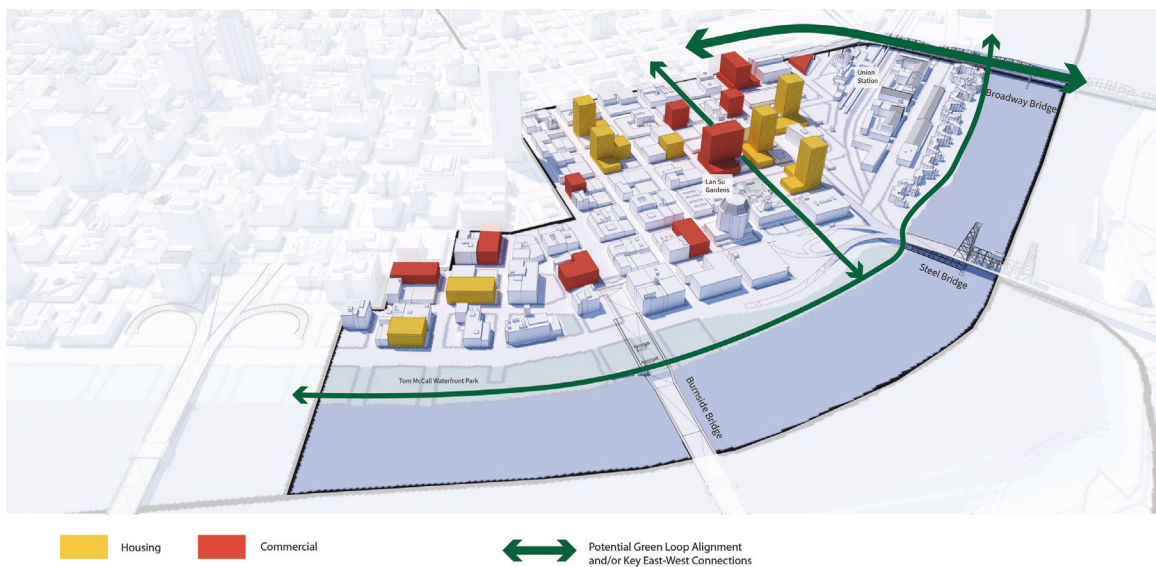 Union
Station
Broadway Bridge
Lan Su
Gardens
Steel Bridge
Tom McCall Waterfront Park
Burnside Bridge
Housing
Commercial
Potential Green Loop Alignment
and/or Key East-West Connections